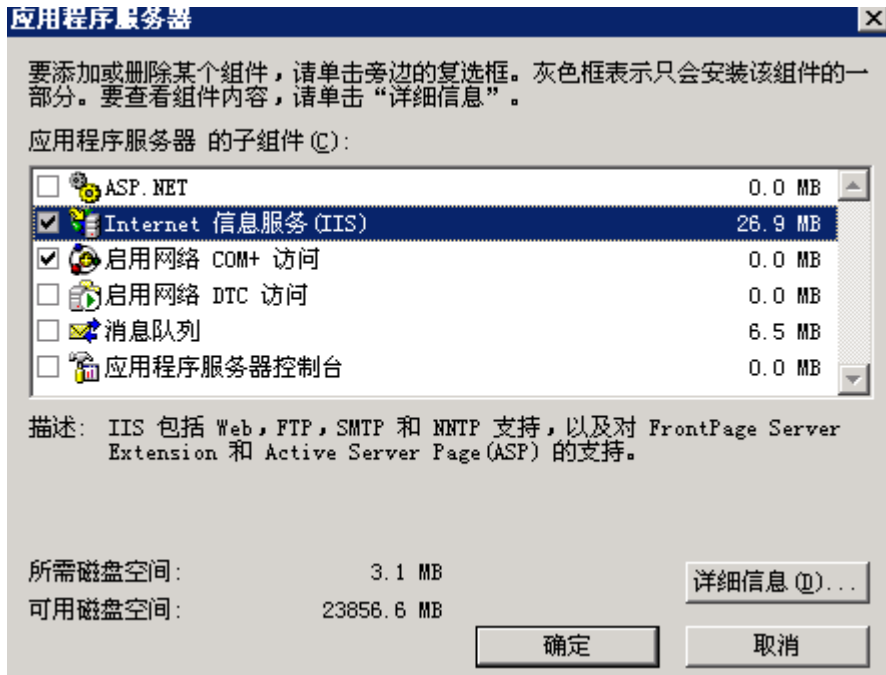 应用程序服务器
要添加或删除某个组件，请单击旁边的复选框。灰色框表示只会安装该组件的一
部分。要查看组件内容，请单击“详细信息”。
应用程序服务器 的子组件(C):
ASP.NET 0.0 MB
Internet 信息服务(IIS) 26.9 MB
启用网络 COM+ 访问 0.0 MB
启用网络 DTC 访问 0.0 MB
消息队列 6.5 MB
应用程序服务器控制台 0.0 MB
描述: IIS 包括 Web，FTP，SMTP 和 NNTP 支持，以及对 FrontPage Server
Extension 和 Active Server Page(ASP) 的支持。
所需磁盘空间: 3.1 MB
详细信息(D)...
可用磁盘空间: 23856.6 MB
确定 取消